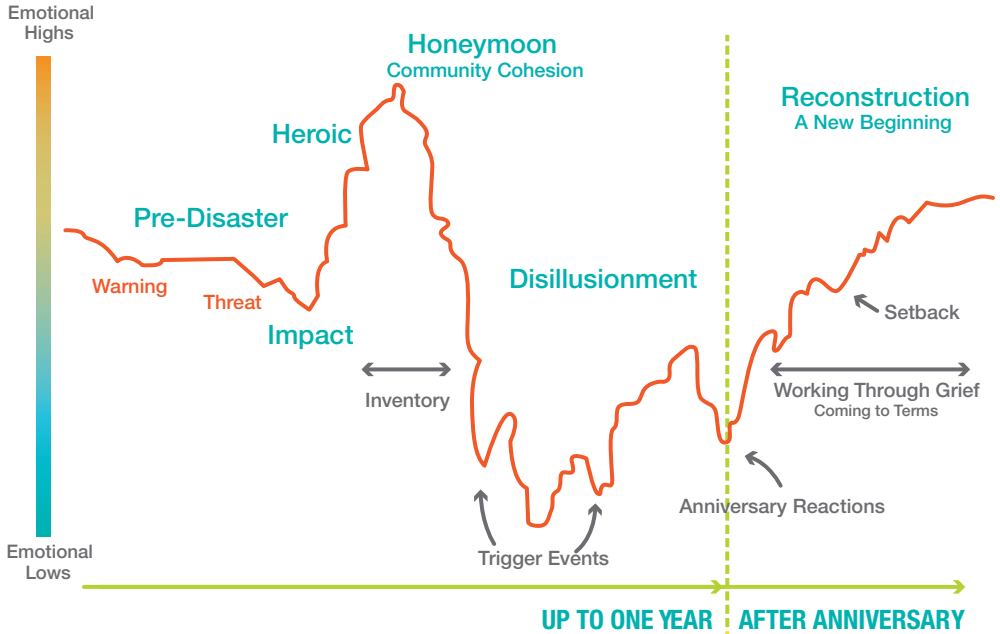 Emotional
Highs
Honeymoon
Community Cohesion
Reconstruction
A New Beginning
Heroic
Pre-Disaster
Warning
Threat
Impact
Disillusionment
Setback
Inventory
Working Through Grief
Coming to Terms
Anniversary Reactions
Trigger Events
Emotional
Lows
UP TO ONE YEAR
AFTER ANNIVERSARY